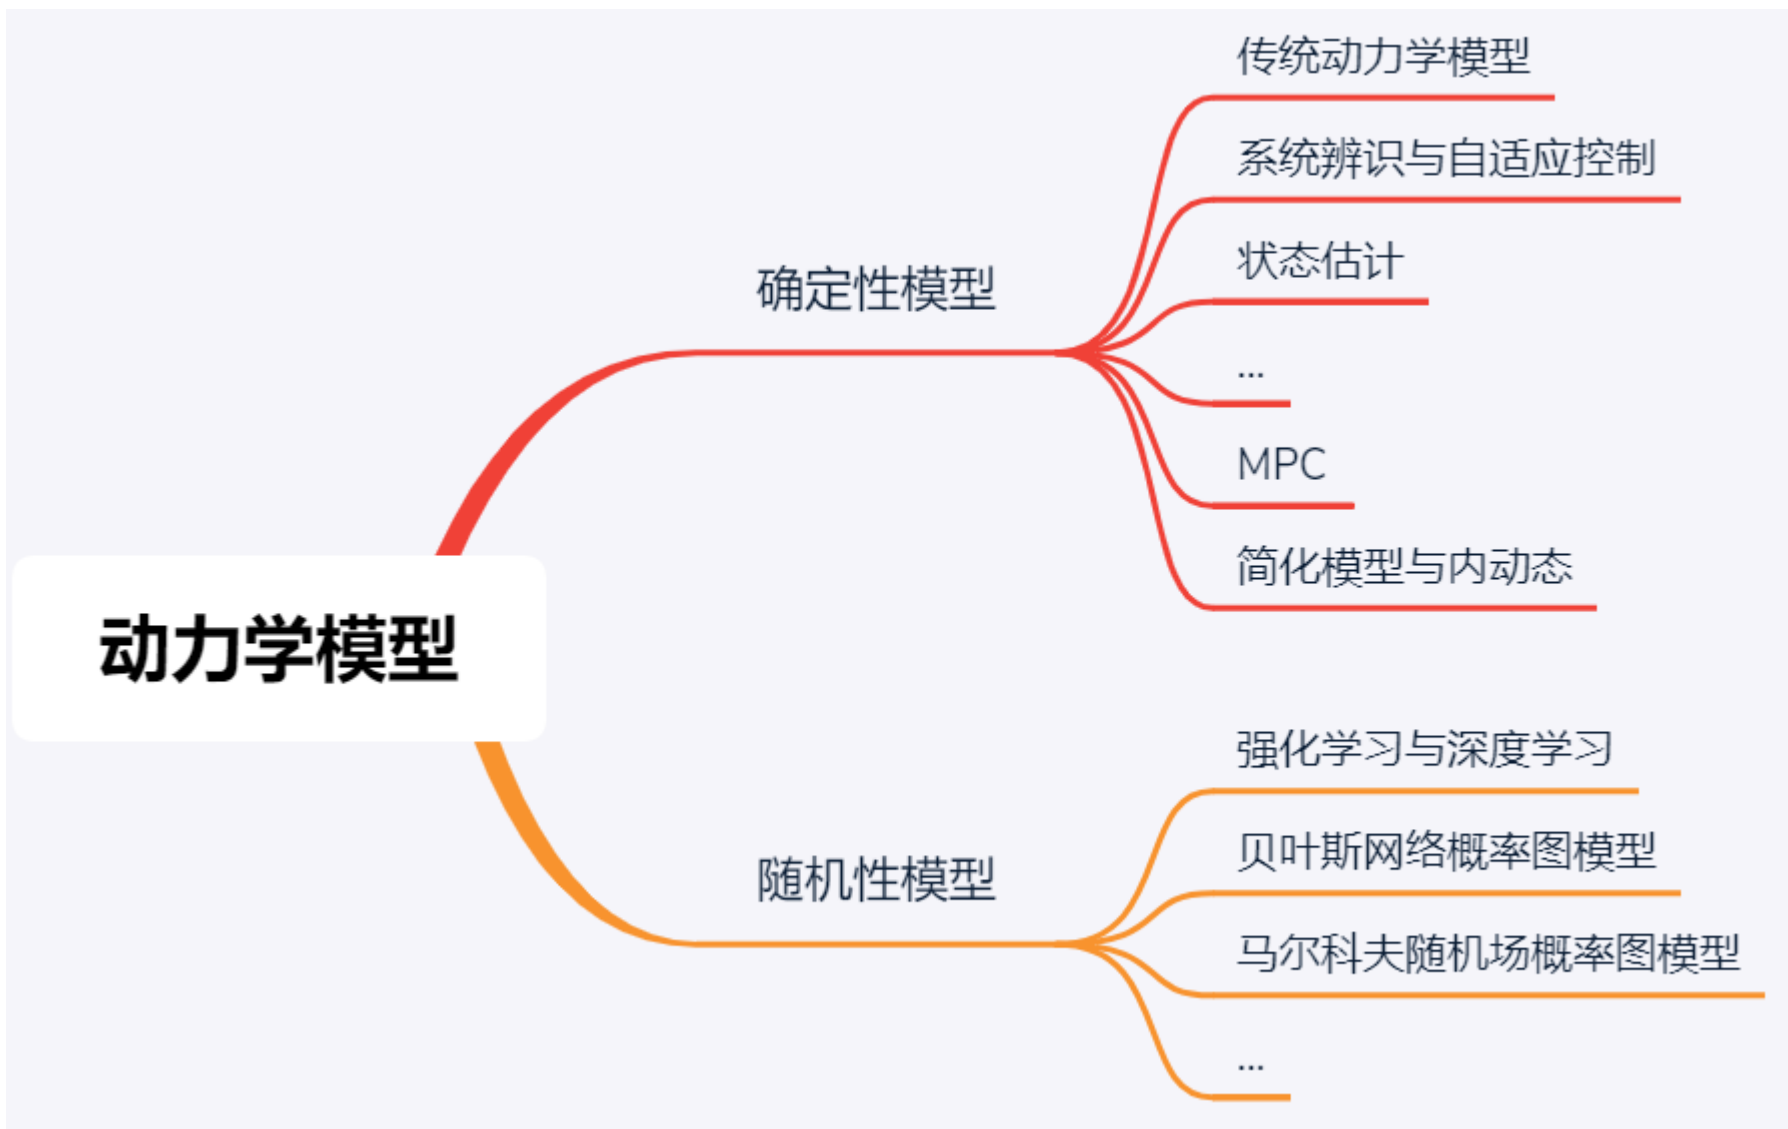 动力学模型
确定性模型
传统动力学模型
系统辨识与自适应控制
状态估计
...
MPC
简化模型与内动态
随机性模型
强化学习与深度学习
贝叶斯网络概率图模型
马尔科夫随机场概率图模型
...